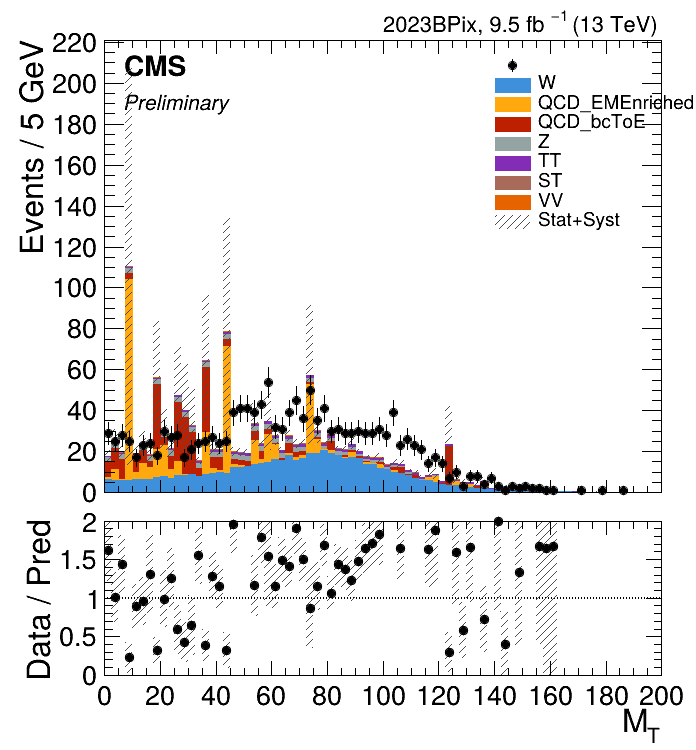 2023BPix, 9.5 fb −1 (13 TeV)
CMS
Preliminary
Events / 5 GeV
220
200
180
160
140
120
100
80
60
40
20
0
W
QCD_EMEnriched
QCD_bcToE
Z
TT
ST
VV
Stat+Syst
Data / Pred
2
1.5
1
0.5
0
0 20 40 60 80 100 120 140 160 180 200
M_T